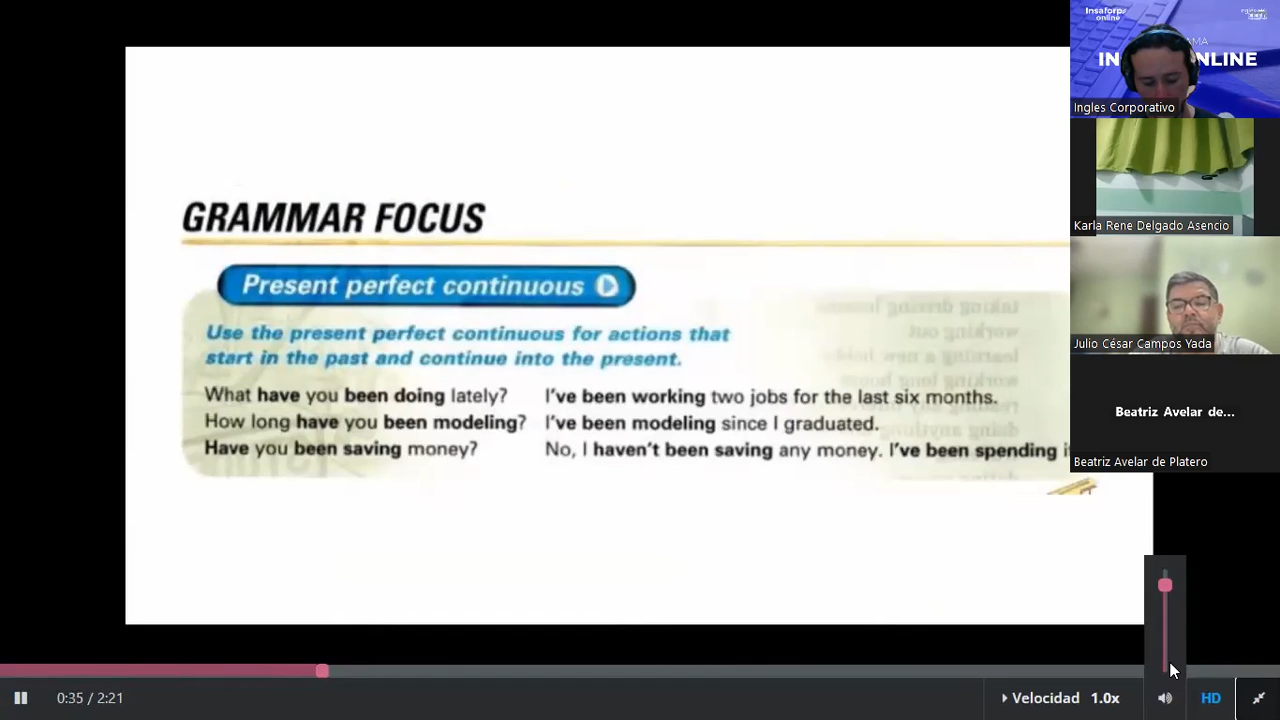 GRAMMAR FOCUS
Present perfect continuous
Use the present perfect continuous for actions that
start in the past and continue into the present.
What have you been doing lately? I've been working two jobs for the last six months.
How long have you been modeling? I've been modeling since I graduated.
Have you been saving money? No, I haven't been saving any money. I've been spending
Insaforp
online
IN NLINE
Ingles Corporativo
Karla Rene Delgado Asencio
Julio César Campos Yada
Beatriz Avelar de...
Beatriz Avelar de Platero
0:35 / 2:21
Velocidad 1.0x
HD